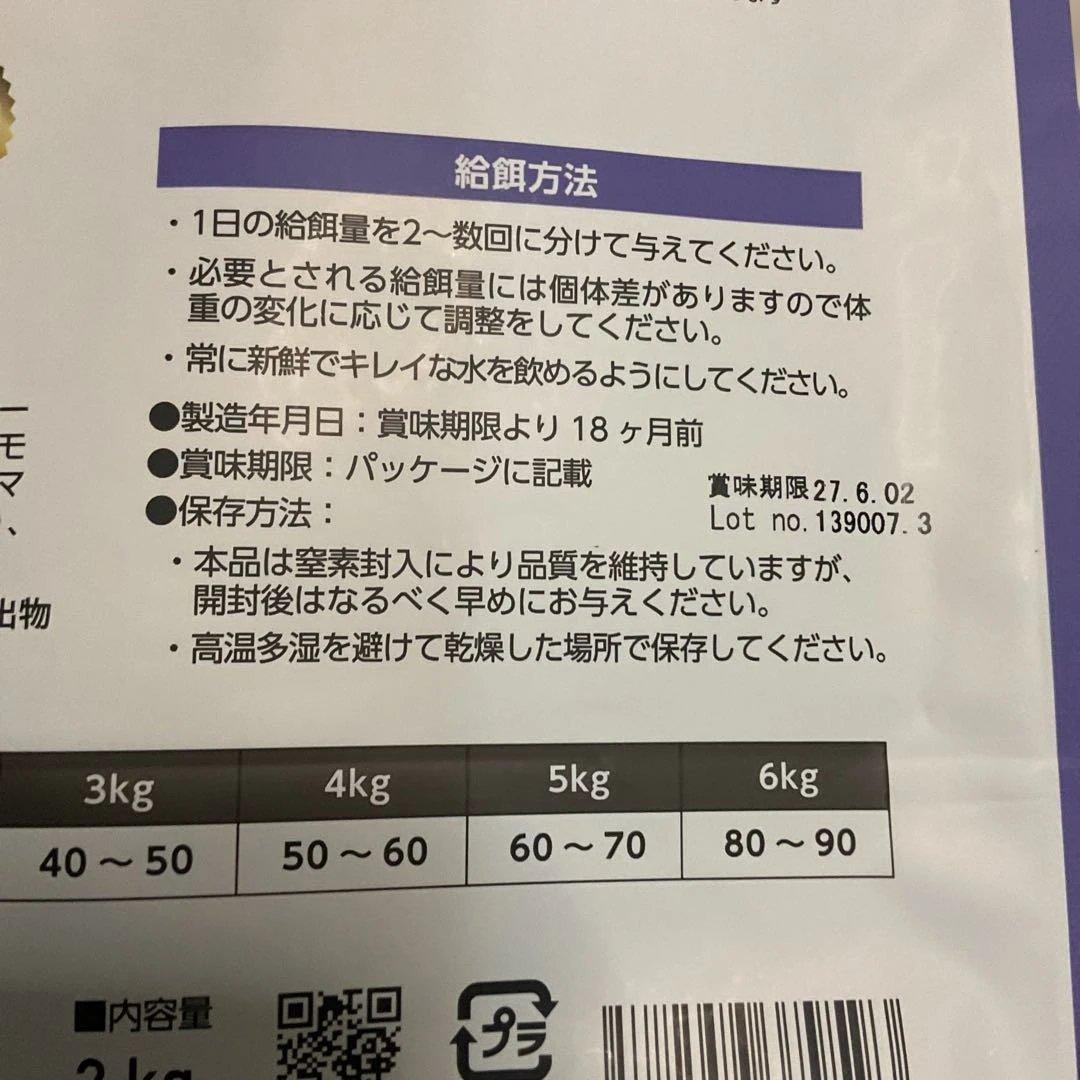 給餌方法
・1日の給餌量を2〜数回に分けて与えてください。
・必要とされる給餌量には個体差がありますので体
重の変化に応じて調整をしてください。
・常に新鮮でキレイな水を飲めるようにしてください。
●製造年月日：賞味期限より 18 ヶ月前
●賞味期限：パッケージに記載
賞味期限27.6.02
Lot no.139007.3
●保存方法：
・本品は窒素封入により品質を維持していますが、
開封後はなるべく早めにお与えください。
・高温多湿を避けて乾燥した場所で保存してください。
ー
モ
マ
、
出物
3kg 4kg 5kg 6kg
40〜50 50〜60 60〜70 80〜90
■内容量
2kg
プラ